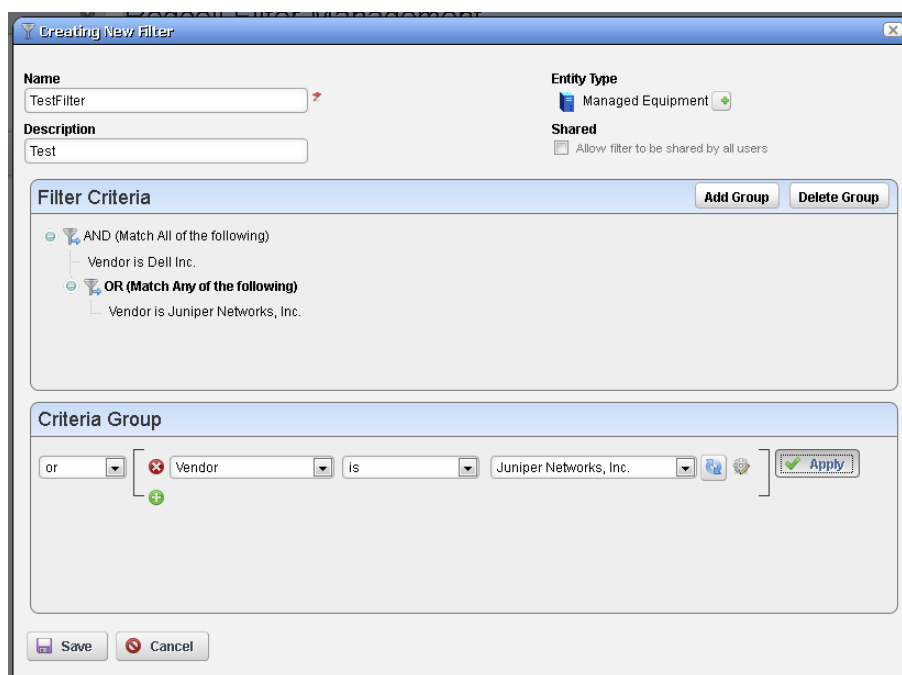 Redcell Filter Management
Creating New Filter
Name
TestFilter
Entity Type
Managed Equipment
Description
Test
Shared
Allow filter to be shared by all users
Filter Criteria
Add Group
Delete Group
AND (Match All of the following)
Vendor is Dell Inc.
OR (Match Any of the following)
Vendor is Juniper Networks, Inc.
Criteria Group
or
Vendor
is
Juniper Networks, Inc.
Apply
Save
Cancel